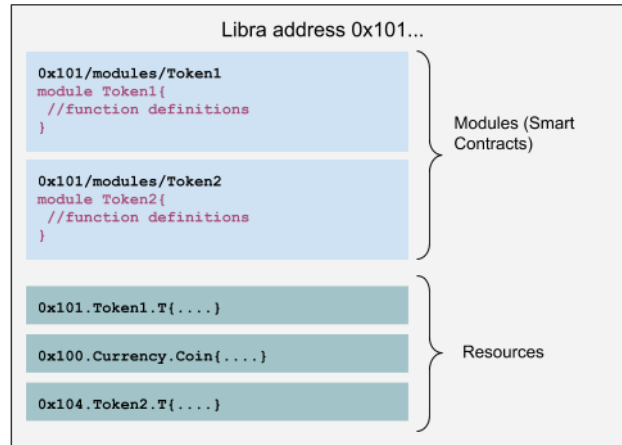 Libra address 0x101...
0x101/modules/Token1
module Token1{
//function definitions
}
0x101/modules/Token2
module Token2{
//function definitions
}
Modules (Smart
Contracts)
0x101.Token1.T{....}
0x100.Currency.Coin{....}
0x104.Token2.T{....}
Resources